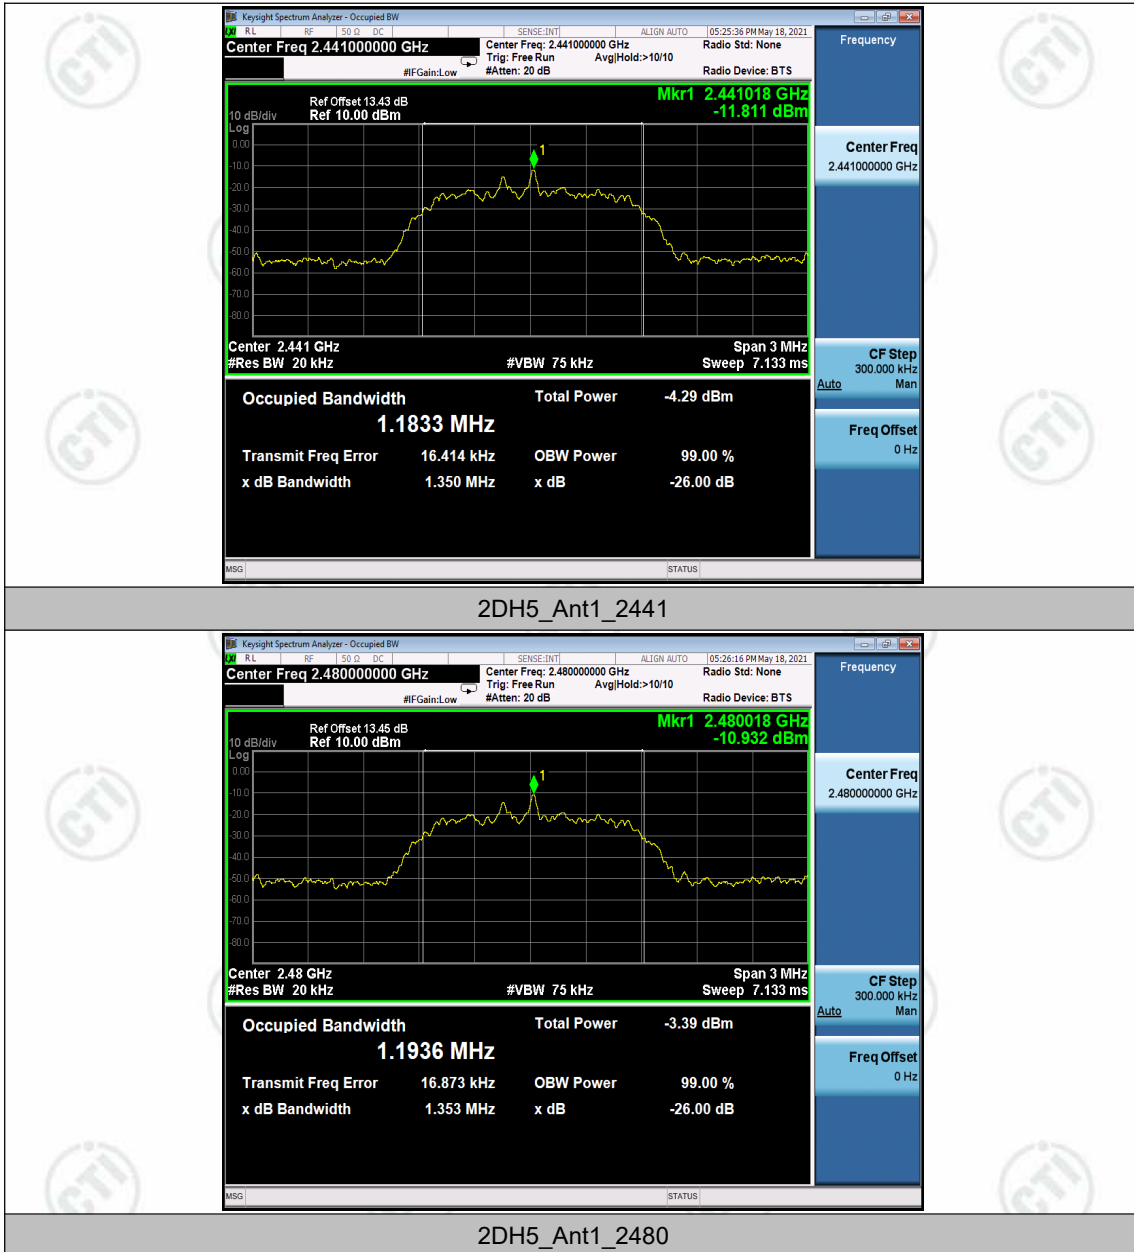 Keysight Spectrum Analyzer - Occupied BW
LXI RL RF 50 Ω DC SENSE:INT ALIGN AUTO 05:25:36 PM May 18, 2021
Center Freq 2.441000000 GHz
Center Freq: 2.441000000 GHz Radio Std: None
Trig: Free Run Avg|Hold:>10/10
#IFGain:Low #Atten: 20 dB Radio Device: BTS
Frequency
Mkr1 2.441018 GHz
-11.811 dBm
Ref Offset 13.43 dB
10 dB/div Ref 10.00 dBm
Log
0.00
-10.0
-20.0
-30.0
-40.0
-50.0
-60.0
-70.0
-80.0
1
Center Freq
2.441000000 GHz
Center 2.441 GHz Span 3 MHz
#Res BW 20 kHz #VBW 75 kHz Sweep 7.133 ms
CF Step
300.000 kHz
Auto Man
Freq Offset
0 Hz
Occupied Bandwidth Total Power -4.29 dBm
1.1833 MHz
Transmit Freq Error 16.414 kHz OBW Power 99.00 %
x dB Bandwidth 1.350 MHz x dB -26.00 dB
MSG STATUS
2DH5_Ant1_2441
Keysight Spectrum Analyzer - Occupied BW
LXI RL RF 50 Ω DC SENSE:INT ALIGN AUTO 05:26:16 PM May 18, 2021
Center Freq 2.480000000 GHz
Center Freq: 2.480000000 GHz Radio Std: None
Trig: Free Run Avg|Hold:>10/10
#IFGain:Low #Atten: 20 dB Radio Device: BTS
Frequency
Mkr1 2.480018 GHz
-10.932 dBm
Ref Offset 13.45 dB
10 dB/div Ref 10.00 dBm
Log
0.00
-10.0
-20.0
-30.0
-40.0
-50.0
-60.0
-70.0
-80.0
1
Center Freq
2.480000000 GHz
Center 2.48 GHz Span 3 MHz
#Res BW 20 kHz #VBW 75 kHz Sweep 7.133 ms
CF Step
300.000 kHz
Auto Man
Freq Offset
0 Hz
Occupied Bandwidth Total Power -3.39 dBm
1.1936 MHz
Transmit Freq Error 16.873 kHz OBW Power 99.00 %
x dB Bandwidth 1.353 MHz x dB -26.00 dB
MSG STATUS
2DH5_Ant1_2480
CTI
CTI
CTI
CTI
CTI
CTI
CTI
CTI